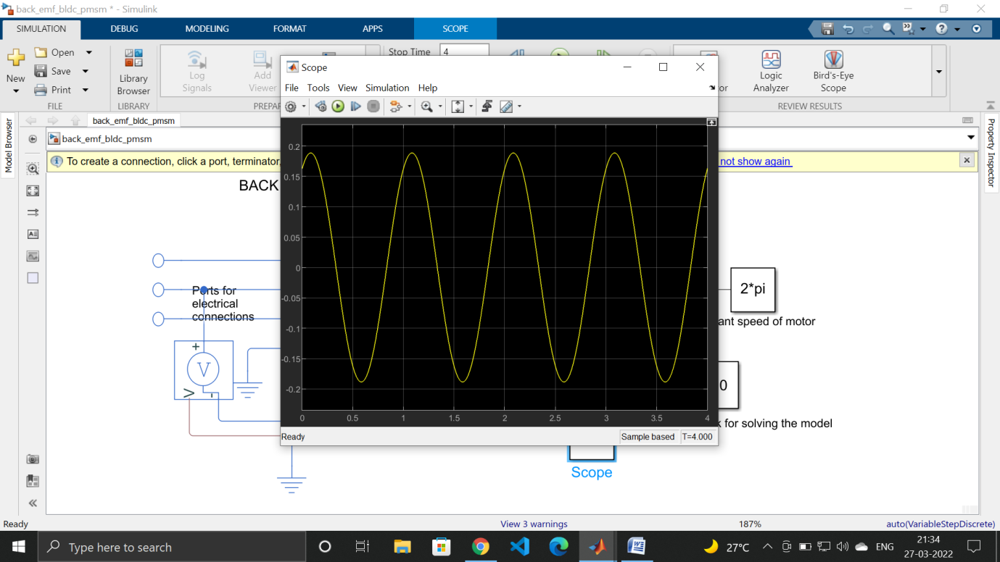 back_emf_bldc_pmsm * - Simulink
SIMULATION DEBUG MODELING FORMAT APPS SCOPE
New
Open
Save
Print
FILE
Library
Browser
LIBRARY
Log
Signals
Add
Viewer
PREPAR
Stop Time 4
or
Logic
Analyzer
Bird's-Eye
Scope
REVIEW RESULTS
Model Browser
back_emf_bldc_pmsm
back_emf_bldc_pmsm
Property Inspector
To create a connection, click a port, terminator,
not show again
BACK
Ports for
electrical
connections
+
V
V
-
Scope
File Tools View Simulation Help
0.2
0.15
0.1
0.05
0
-0.05
-0.1
-0.15
-0.2
0 0.5 1 1.5 2 2.5 3 3.5 4
Ready Sample based T=4.000
2*pi
ant speed of motor
0
k for solving the model
Scope
Ready View 3 warnings 187% auto(VariableStepDiscrete)
Type here to search
27°C ENG
21:34
27-03-2022